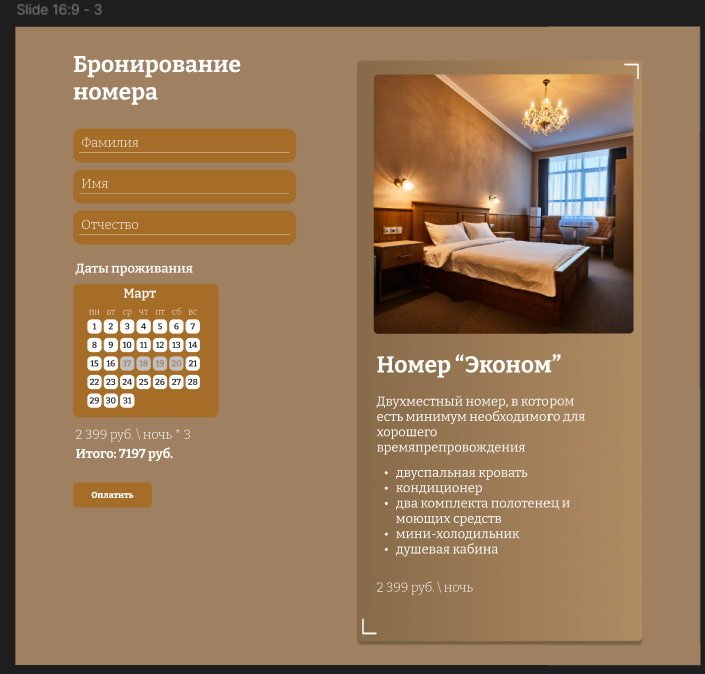 Slide 16:9 - 3
Бронирование
номера
Фамилия
Имя
Отчество
Даты проживания
Март
пн вт ср чт пт сб вс
1 2 3 4 5 6 7
8 9 10 11 12 13 14
15 16 17 18 19 20 21
22 23 24 25 26 27 28
29 30 31
2 399 руб. \ ночь * 3
Итого: 7197 руб.
Оплатить
Номер “Эконом”
Двухместный номер, в котором
есть минимум необходимого для
хорошего
времяпрепровождения
• двуспальная кровать
• кондиционер
• два комплекта полотенец и
моющих средств
• мини-холодильник
• душевая кабина
2 399 руб. \ ночь